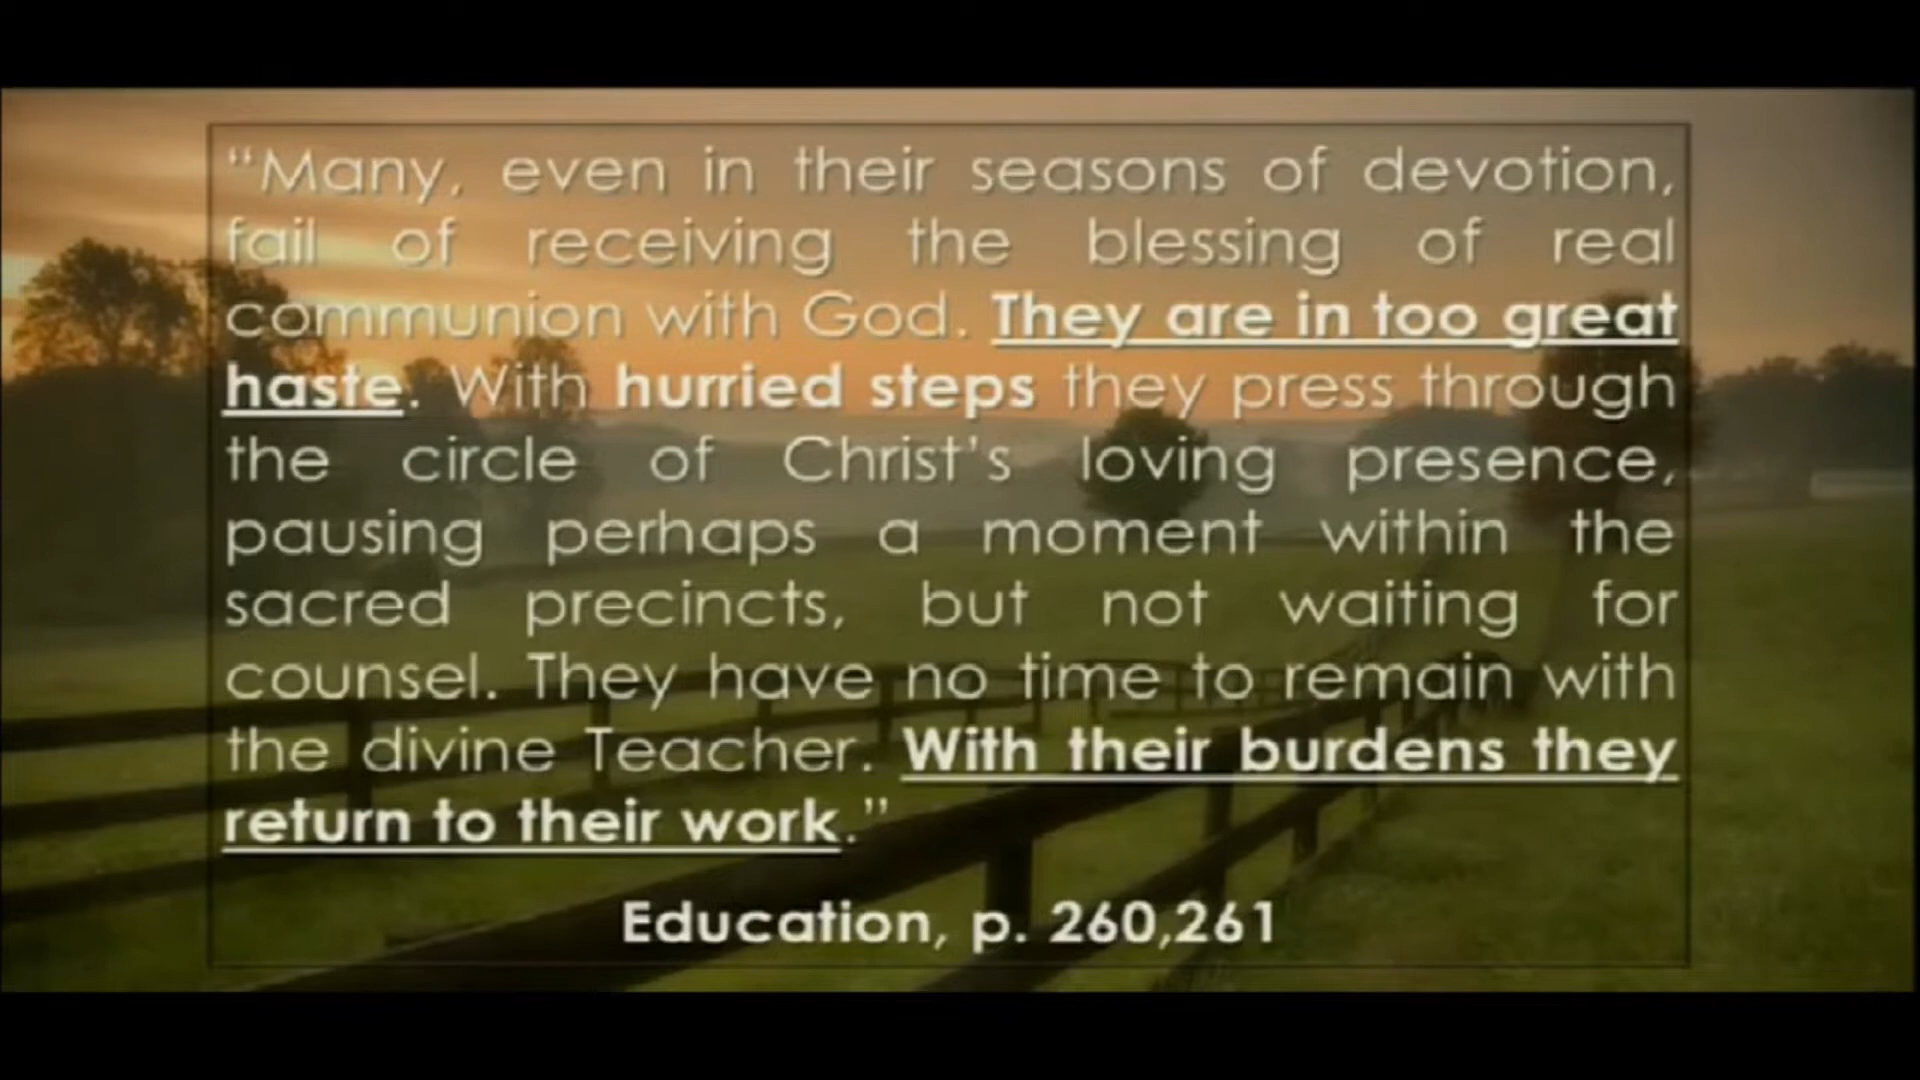 “Many, even in their seasons of devotion,
fail of receiving the blessing of real
communion with God. They are in too great
haste. With hurried steps they press through
the circle of Christ’s loving presence,
pausing perhaps a moment within the
sacred precincts, but not waiting for
counsel. They have no time to remain with
the divine Teacher. With their burdens they
return to their work.”
Education, p. 260,261